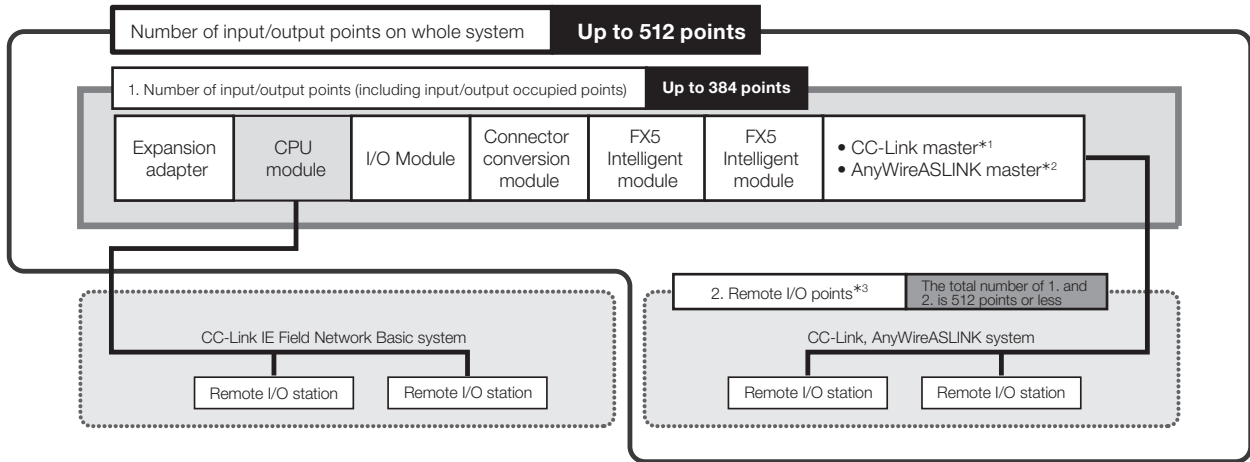 Number of input/output points on whole system
Up to 512 points
1. Number of input/output points (including input/output occupied points)
Up to 384 points
Expansion
adapter
CPU
module
I/O Module
Connector
conversion
module
FX5
Intelligent
module
FX5
Intelligent
module
• CC-Link master*1
• AnyWireASLINK master*2
2. Remote I/O points*3
The total number of 1. and
2. is 512 points or less
CC-Link IE Field Network Basic system
Remote I/O station
Remote I/O station
CC-Link, AnyWireASLINK system
Remote I/O station
Remote I/O station